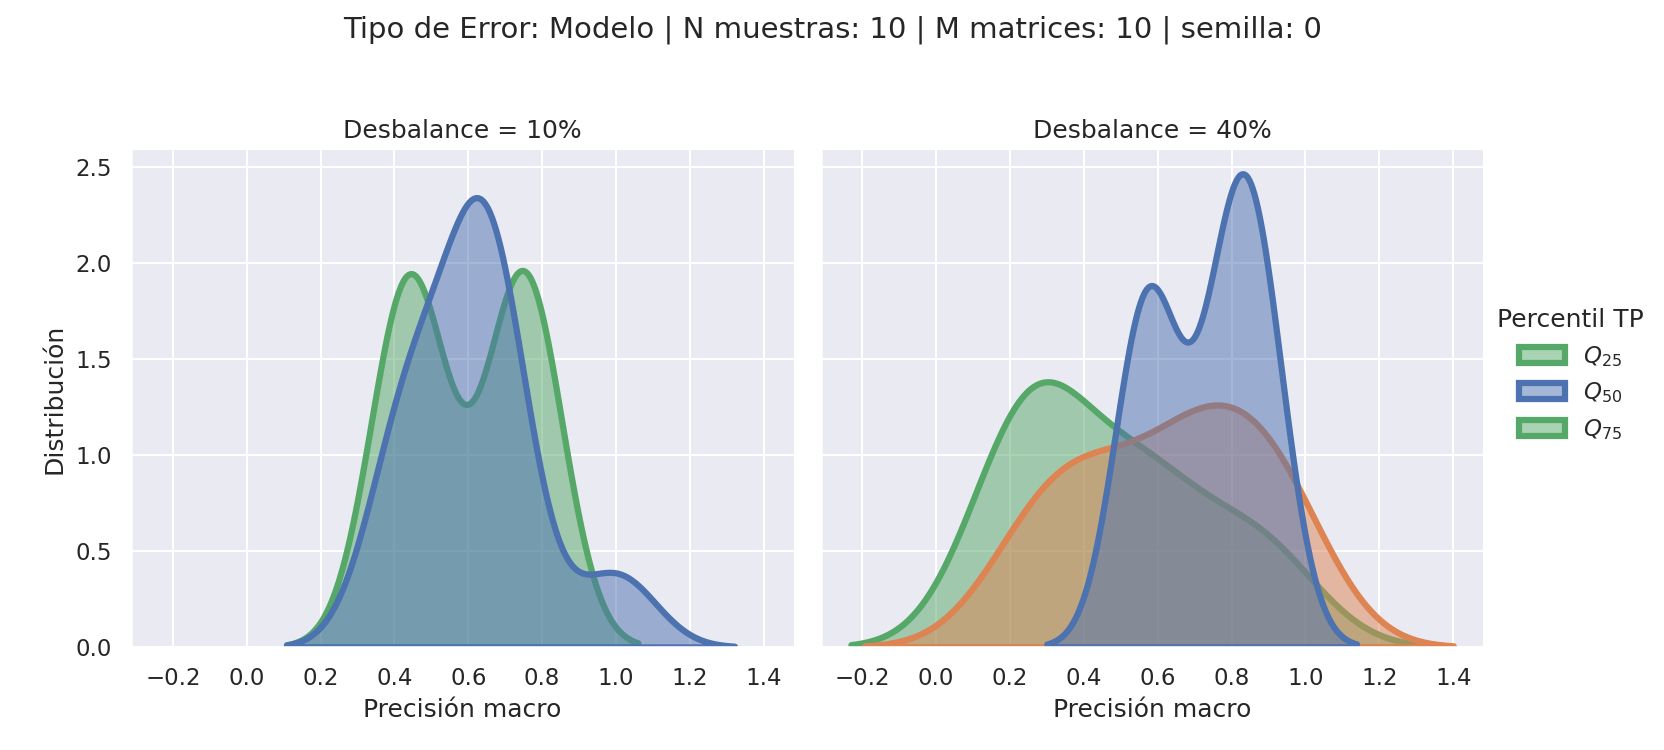 Tipo de Error: Modelo | N muestras: 10 | M matrices: 10 | semilla: 0
Desbalance = 10%
Desbalance = 40%
2.5
2.0
1.5
1.0
0.5
0.0
Distribución
−0.2 0.0 0.2 0.4 0.6 0.8 1.0 1.2 1.4
−0.2 0.0 0.2 0.4 0.6 0.8 1.0 1.2 1.4
Precisión macro
Precisión macro
Percentil TP
Q25
Q50
Q75